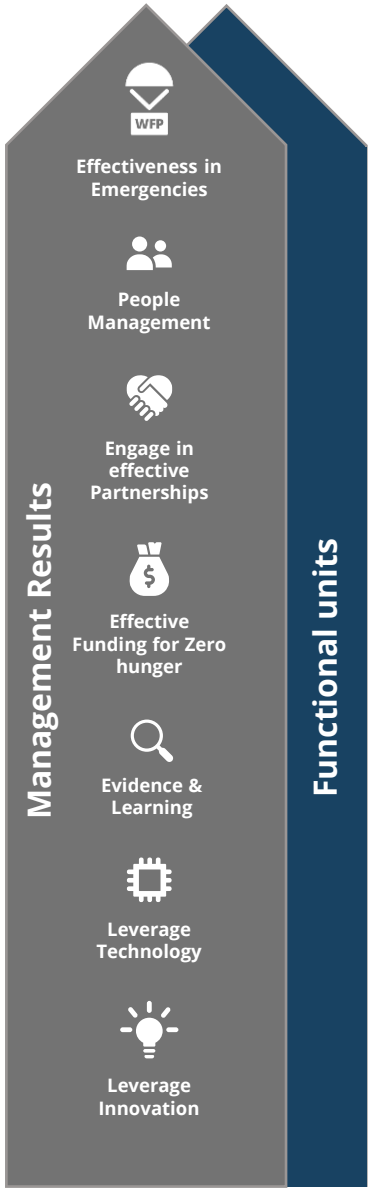 WFP
Effectiveness in
Emergencies
People
Management
Engage in
effective
Partnerships
Effective
Funding for Zero
hunger
Evidence &
Learning
Leverage
Technology
Leverage
Innovation
Management Results
Functional units